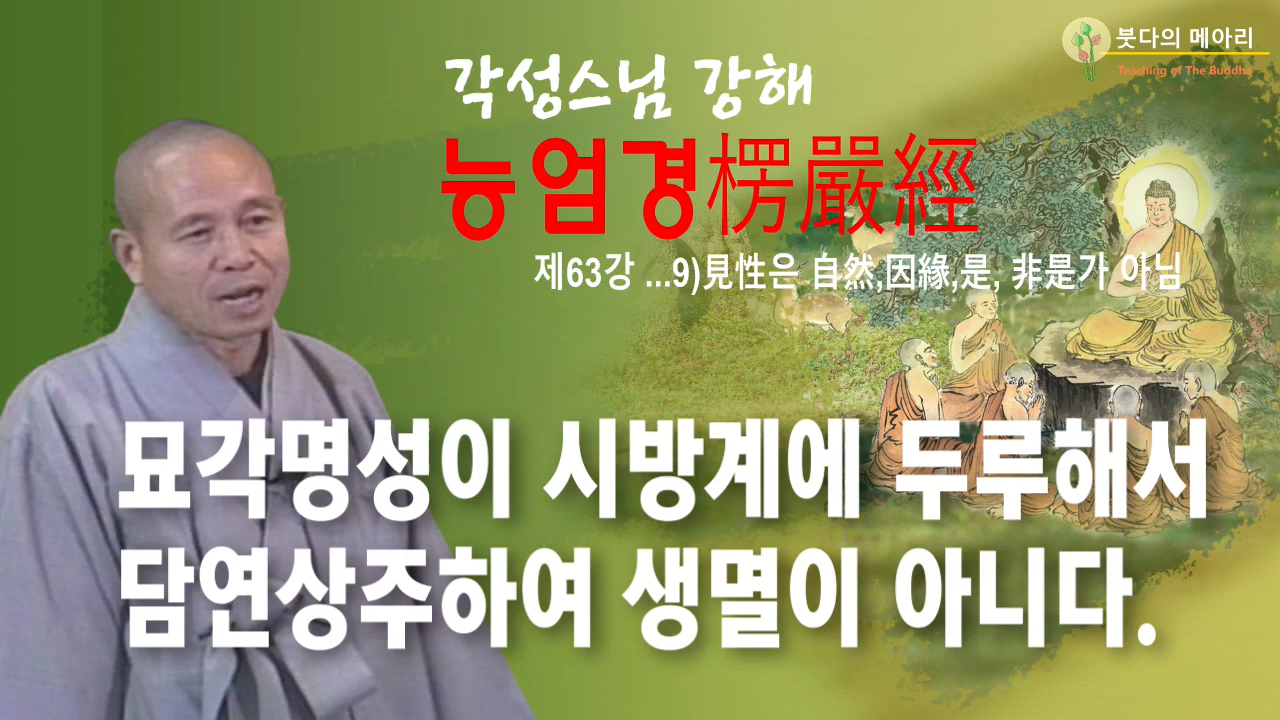 붓다의 메아리
Teaching of The Buddha
각성스님 강해
능엄경楞嚴經
제63강 ...9)見性은 自然,因緣,是, 非是가 아님
묘각명성이 시방계에 두루해서
담연상주하여 생멸이 아니다.